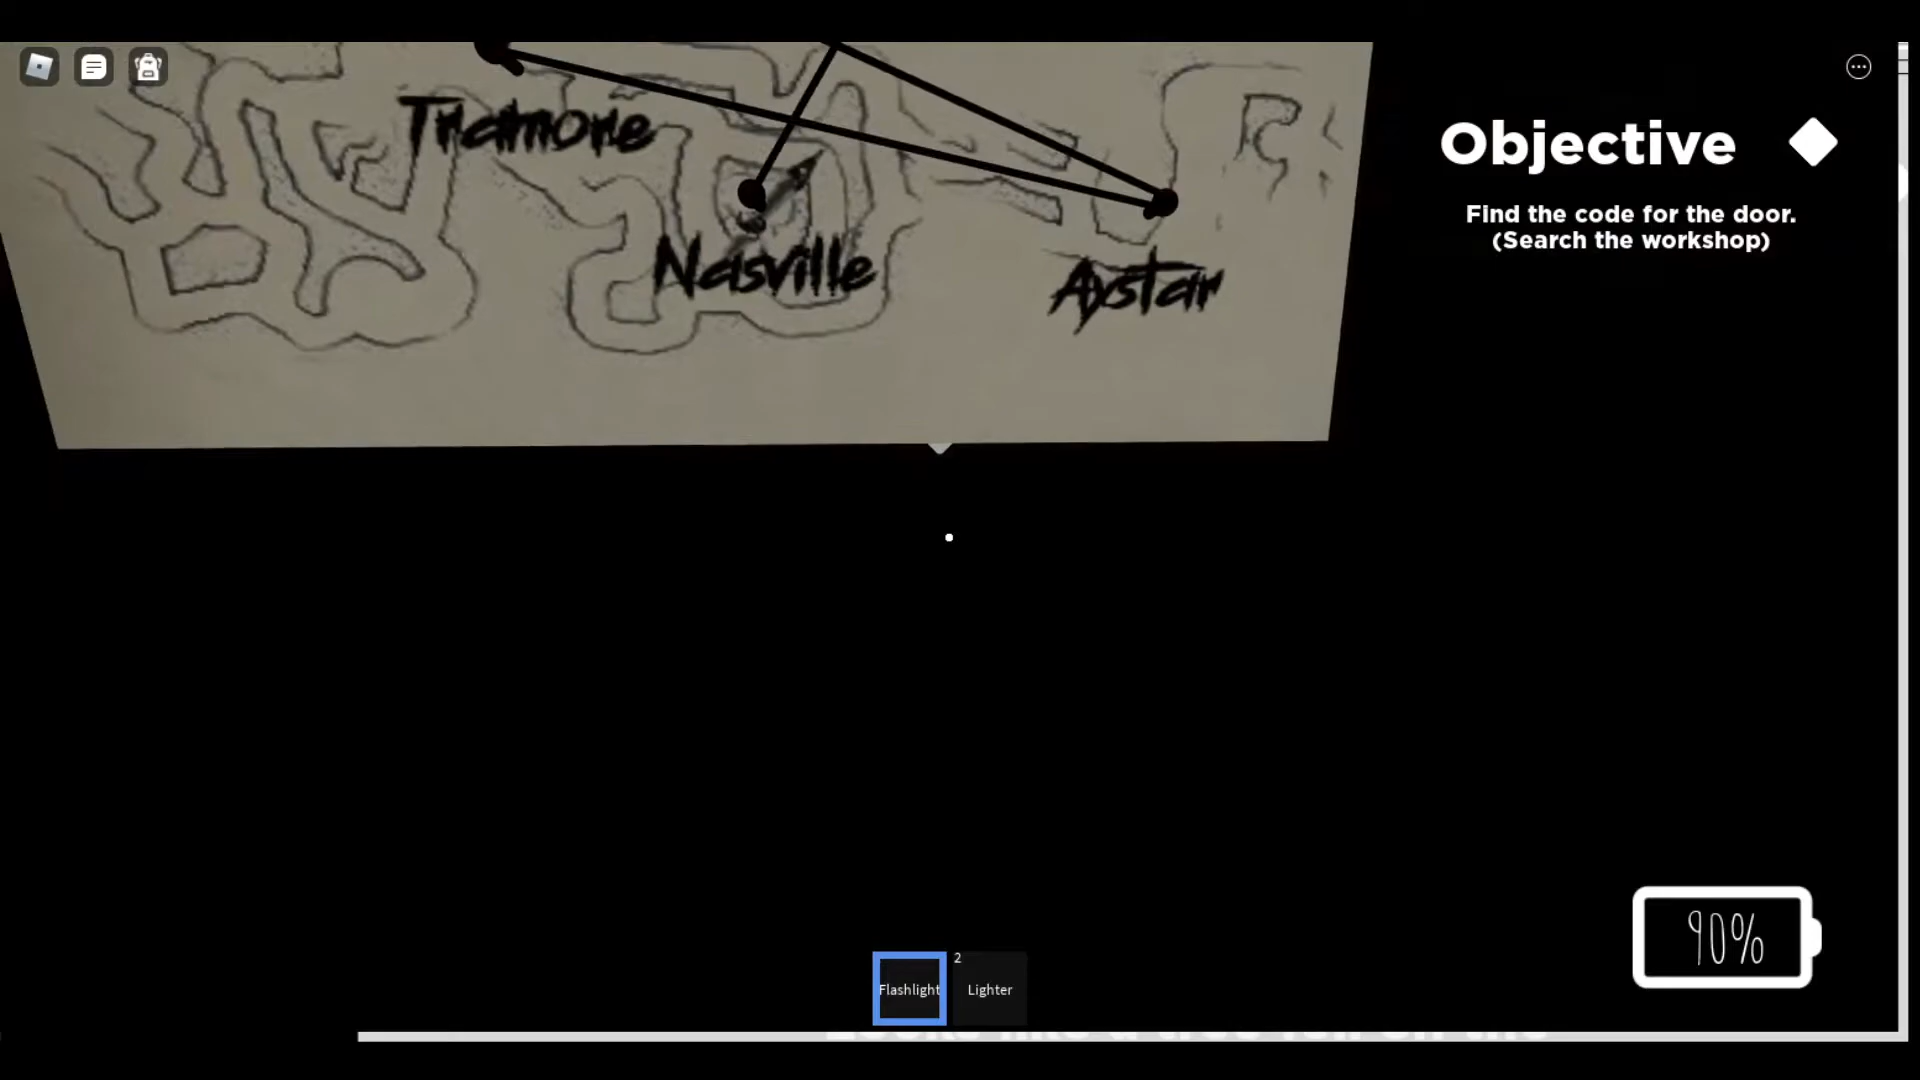 Tramore
Nasville
Aystar
Objective
Find the code for the door.
(Search the workshop)
90%
Flashlight
2
Lighter